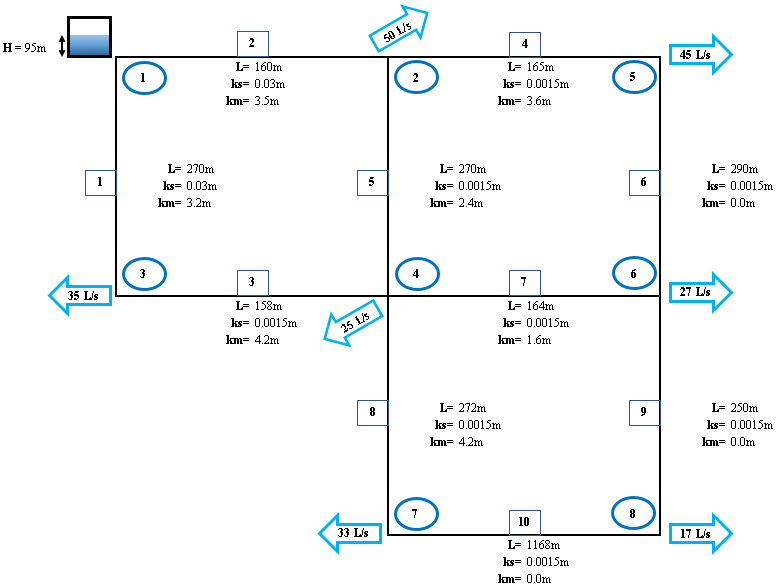 50 L/s
2
4
H = 95m
45 L/s
L= 160m
ks= 0.03m
km= 3.5m
L= 165m
ks= 0.0015m
km= 3.6m
1
2
5
1
L= 270m
ks= 0.03m
km= 3.2m
5
L= 270m
ks= 0.0015m
km= 2.4m
6
L= 290m
ks= 0.0015m
km= 0.0m
3
4
6
3
7
35 L/s
27 L/s
L= 158m
ks= 0.0015m
km= 4.2m
25 L/s
L= 164m
ks= 0.0015m
km= 1.6m
8
L= 272m
ks= 0.0015m
km= 4.2m
9
L= 250m
ks= 0.0015m
km= 0.0m
7
8
10
33 L/s
17 L/s
L= 1168m
ks= 0.0015m
km= 0.0m